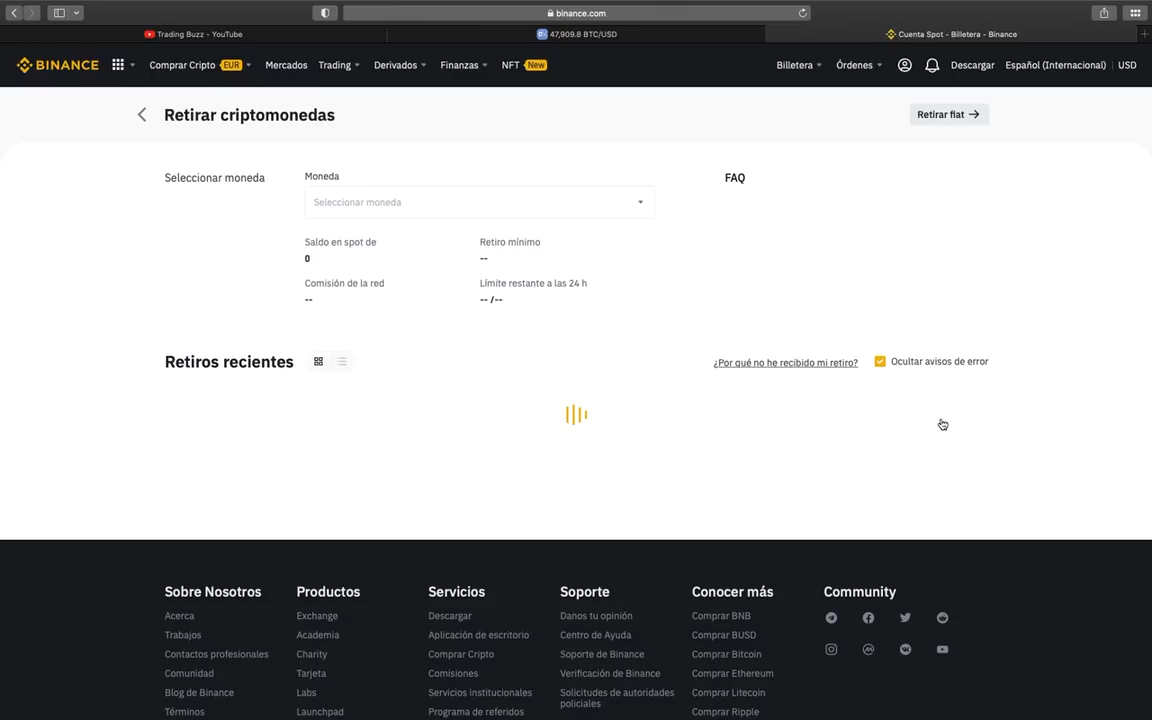 binance.com
Trading Buzz - YouTube
47,909.8 BTC/USD
Cuenta Spot - Billetera - Binance
BINANCE
Comprar Cripto EUR
Mercados
Trading
Derivados
Finanzas
NFT New
Billetera
Órdenes
Descargar
Español (Internacional)
USD
Retirar criptomonedas
Retirar fiat →
Seleccionar moneda
Moneda
Seleccionar moneda
FAQ
Saldo en spot de
0
Retiro mínimo
--
Comisión de la red
--
Límite restante a las 24 h
-- /--
Retiros recientes
¿Por qué no he recibido mi retiro?
Ocultar avisos de error
Sobre Nosotros
Acerca
Trabajos
Contactos profesionales
Comunidad
Blog de Binance
Términos
Productos
Exchange
Academia
Charity
Tarjeta
Labs
Launchpad
Servicios
Descargar
Aplicación de escritorio
Comprar Cripto
Comisiones
Servicios institucionales
Programa de referidos
Soporte
Danos tu opinión
Centro de Ayuda
Soporte de Binance
Verificación de Binance
Solicitudes de autoridades
policiales
Conocer más
Comprar BNB
Comprar BUSD
Comprar Bitcoin
Comprar Ethereum
Comprar Litecoin
Comprar Ripple
Community